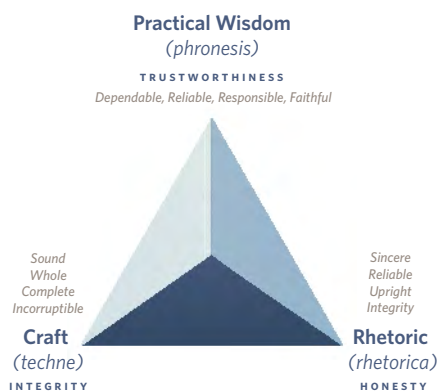 Practical Wisdom
(phronesis)
TRUSTWORTHINESS
Dependable, Reliable, Responsible, Faithful
Sound
Whole
Complete
Incorruptible
Craft
(techne)
INTEGRITY
Sincere
Reliable
Upright
Integrity
Rhetoric
(rhetorica)
HONESTY